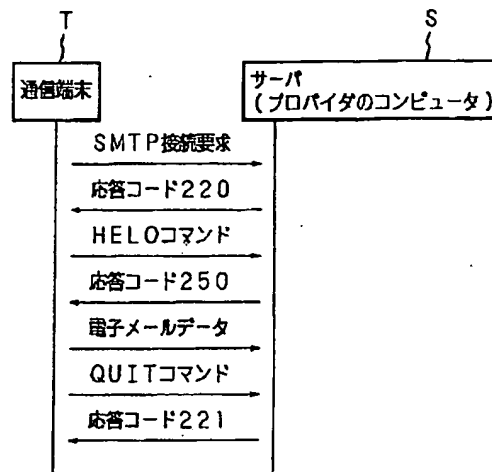 T
S
通信端末
サーバ
(プロバイダのコンピュータ)
SMTP接続要求
応答コード220
HELOコマンド
応答コード250
電子メールデータ
QUITコマンド
応答コード221